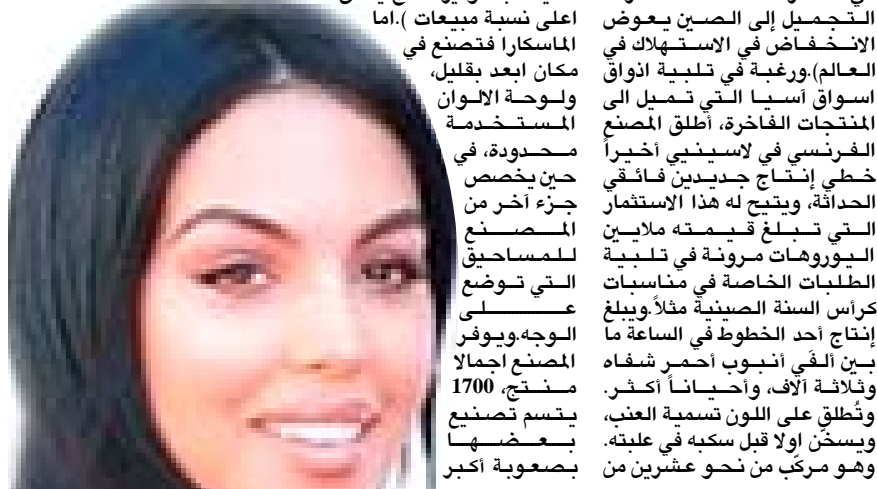 التجميل إلى الصين يعوض
الانخفاض في الاستهلاك في
العالم).ورغبة في تلبية اذواق
اسواق آسيا التي تميل الى
المنتجات الفاخرة، أطلق المصنع
الفرنسي في لاسينيي أخيراً
خطي إنتاج جديدين فائقي
الحداثة، ويتيح له هذا الاستثمار
التي تبلغ قيمته ملايين
اليوروهات مرونة في تلبية
الطلبات الخاصة في مناسبات
كرأس السنة الصينية مثلاً.ويبلغ
إنتاج أحد الخطوط في الساعة ما
بين ألفَي أنبوب أحمر شفاه
وثلاثة آلاف، وأحياناً أكثر.
وتُطلق على اللون تسمية العنب،
ويسخّن اولا قبل سكبه في علبته.
وهو مركّب من نحو عشرين من
اعلى نسبة مبيعات ).اما
الماسكارا فتصنع في
مكان ابعد بقليل،
ولوحة الالوان
المستخدمة
محدودة، في
حين يخصص
جزء آخر من
المصنع
للمساحيق
التي توضع
على
الوجه.ويوفر
المصنع اجمالا
1700 منتج،
يتسم تصنيع
بعضها
بصعوبة أكبر